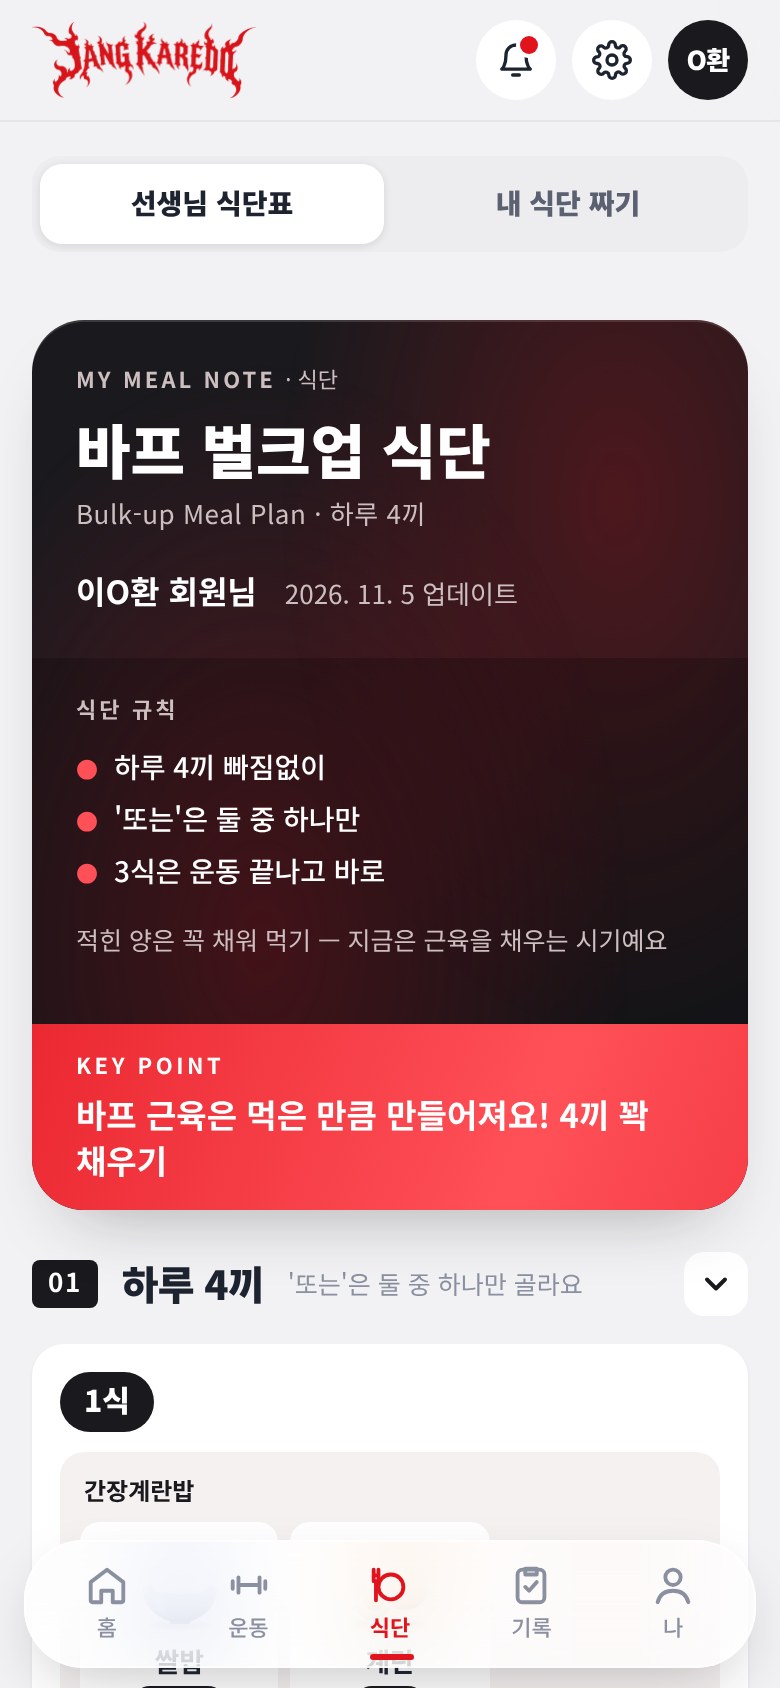 JANG KAREDO
O환
선생님 식단표
내 식단 짜기
MY MEAL NOTE · 식단
바프 벌크업 식단
Bulk-up Meal Plan · 하루 4끼
이O환 회원님 2026. 11. 5 업데이트
식단 규칙
하루 4끼 빠짐없이
'또는'은 둘 중 하나만
3식은 운동 끝나고 바로
적힌 양은 꼭 채워 먹기 — 지금은 근육을 채우는 시기예요
KEY POINT
바프 근육은 먹은 만큼 만들어져요! 4끼 꽉
채우기
01 하루 4끼 '또는'은 둘 중 하나만 골라요
1식
간장계란밥
홈 운동 식단 기록 나
쌀밥 계란